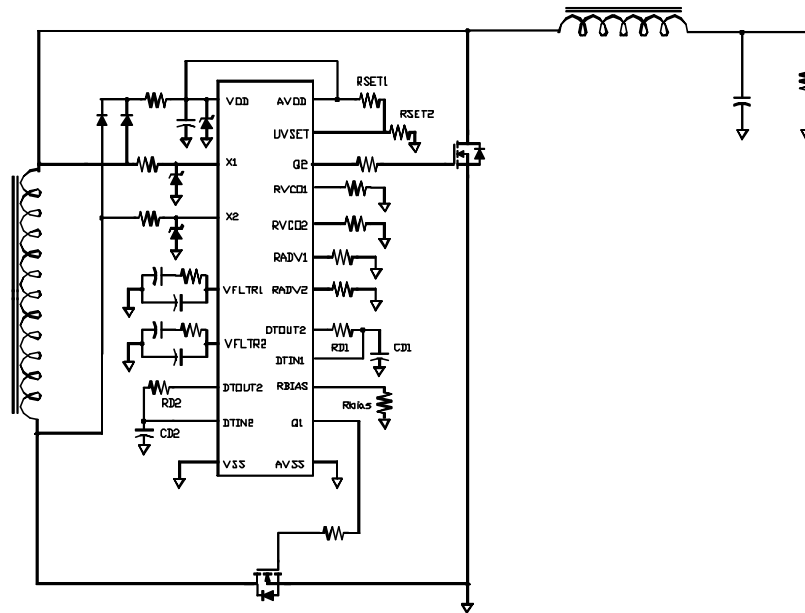 RSET1
VDD
AVDD
RSET2
UVSET
X1
Q2
RVCO1
X2
RVCO2
RADV1
VFLTR1
RADV2
DTOUT2
VFLTR2
RD1
CD1
DTIN1
DTOUT2
RBIAS
RD2
Rbias
DTIN2
Q1
CD2
VSS
AVSS